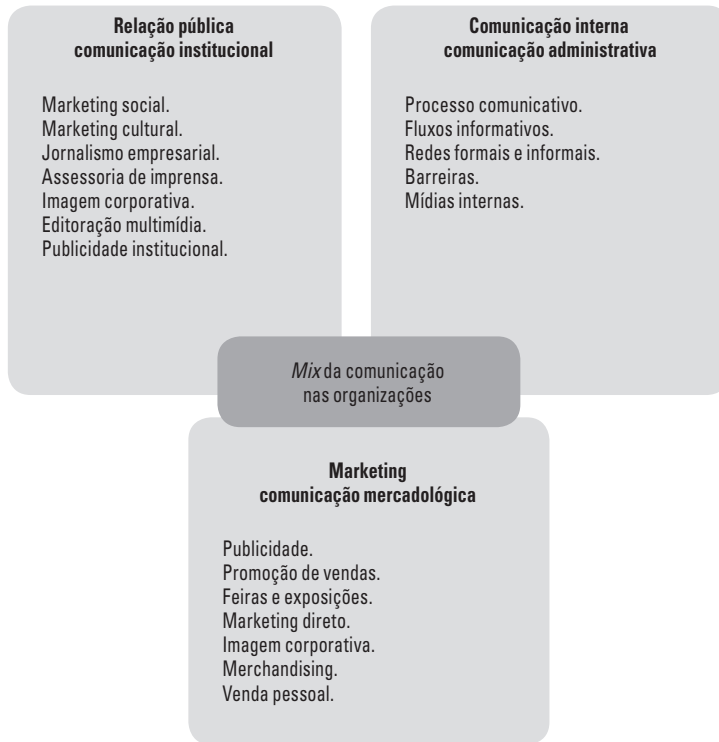 Relação pública
comunicação institucional
Marketing social.
Marketing cultural.
Jornalismo empresarial.
Assessoria de imprensa.
Imagem corporativa.
Editoração multimídia.
Publicidade institucional.
Comunicação interna
comunicação administrativa
Processo comunicativo.
Fluxos informativos.
Redes formais e informais.
Barreiras.
Mídias internas.
Mix da comunicação
nas organizações
Marketing
comunicação mercadológica
Publicidade.
Promoção de vendas.
Feiras e exposições.
Marketing direto.
Imagem corporativa.
Merchandising.
Venda pessoal.